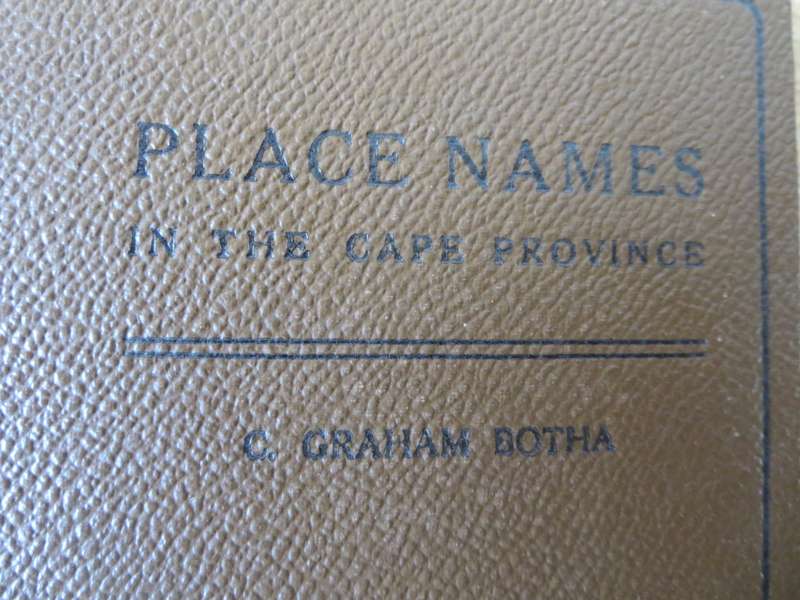 PLACE NAMES
IN THE CAPE PROVINCE
C. GRAHAM BOTHA